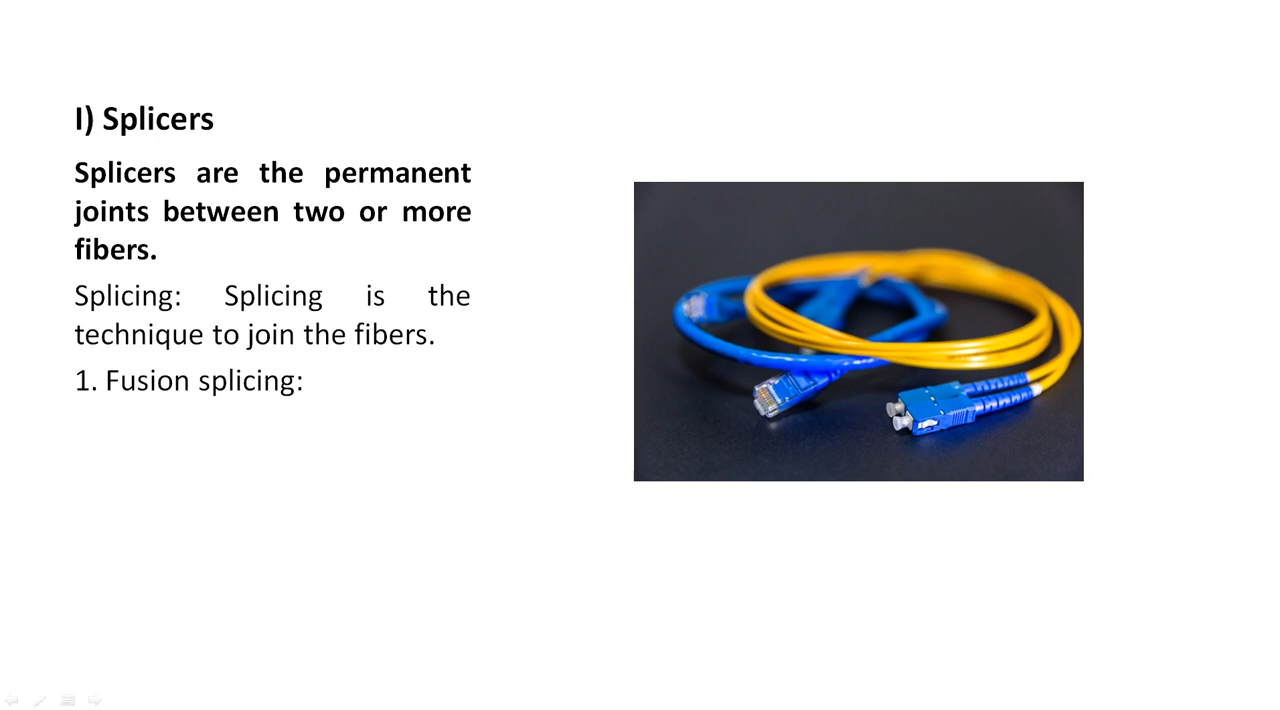 I) Splicers
Splicers are the permanent
joints between two or more
fibers.
Splicing: Splicing is the
technique to join the fibers.
1. Fusion splicing: